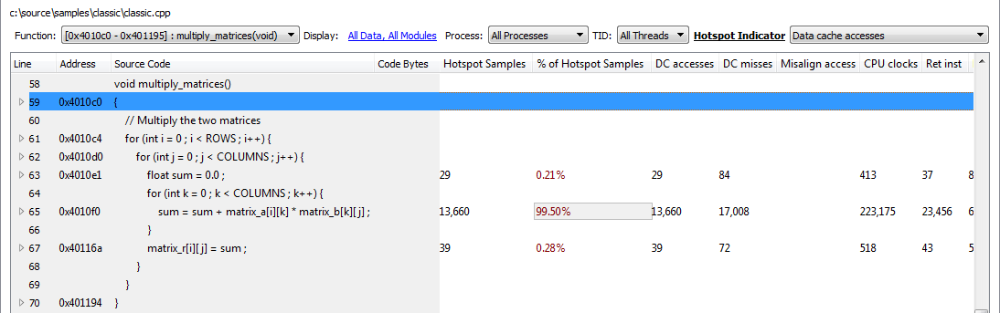 c:\source\samples\classic\classic.cpp
Function: [0x4010c0 - 0x401195] : multiply_matrices(void) Display: All Data, All Modules Process: All Processes TID: All Threads Hotspot Indicator Data cache accesses
Line Address Source Code Code Bytes Hotspot Samples % of Hotspot Samples DC accesses DC misses Misalign access CPU clocks Ret inst
58 void multiply_matrices()
59 0x4010c0 {
60 // Multiply the two matrices
61 0x4010c4 for (int i = 0 ; i < ROWS ; i++) {
62 0x4010d0 for (int j = 0 ; j < COLUMNS ; j++) {
63 0x4010e1 float sum = 0.0 ; 29 0.21% 29 84 413 37 8
64 for (int k = 0 ; k < COLUMNS ; k++) {
65 0x4010f0 sum = sum + matrix_a[i][k] * matrix_b[k][j] ; 13,660 99.50% 13,660 17,008 223,175 23,456 6
66 }
67 0x40116a matrix_r[i][j] = sum ; 39 0.28% 39 72 518 43 5
68 }
69 }
70 0x401194 }